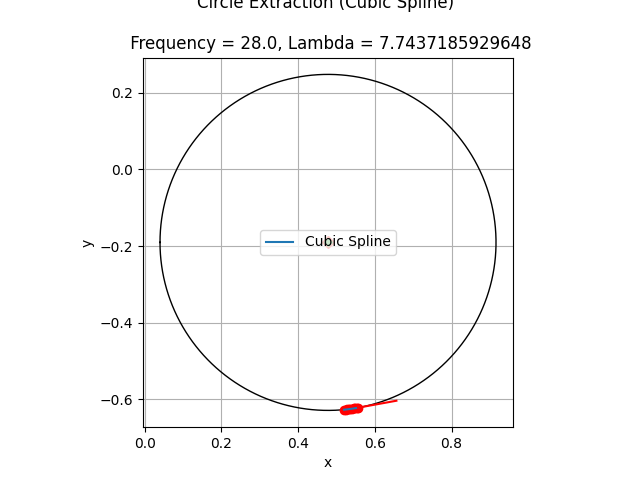 Circle Extraction (Cubic Spline)
Frequency = 28.0, Lambda = 7.7437185929648
0.2
0.0
−0.2
−0.4
−0.6
y
Cubic Spline
0.0 0.2 0.4 0.6 0.8
x